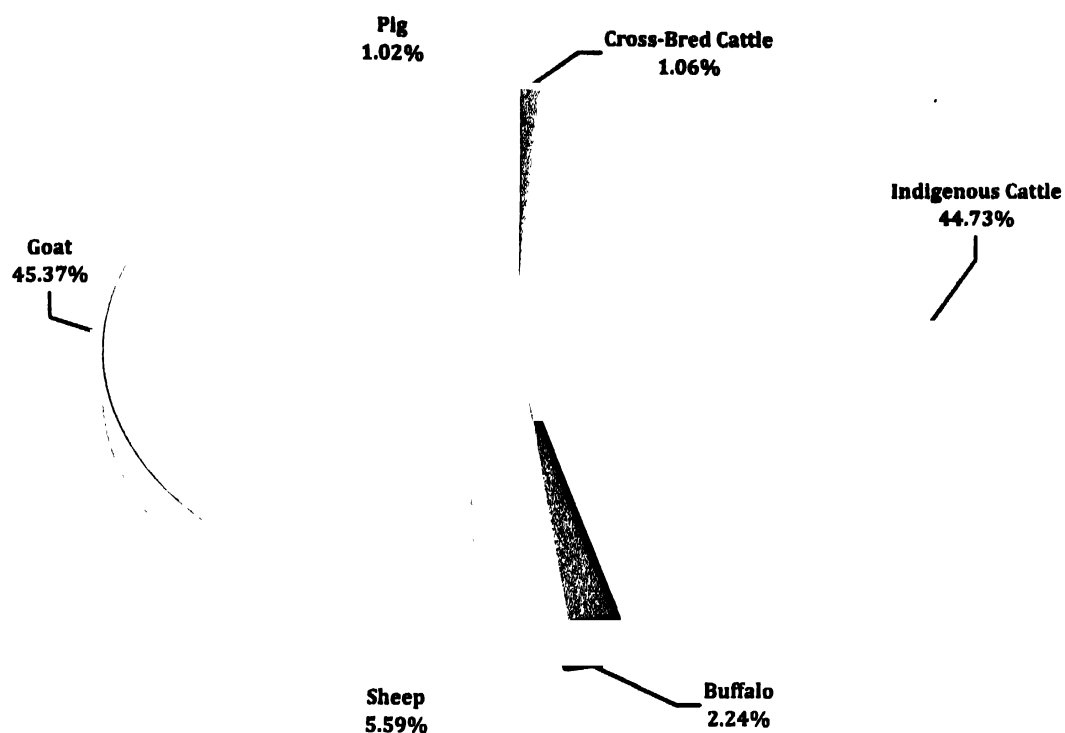 Pig
1.02%
Cross-Bred Cattle
1.06%
Indigenous Cattle
44.73%
Goat
45.37%
Sheep
5.59%
Buffalo
2.24%